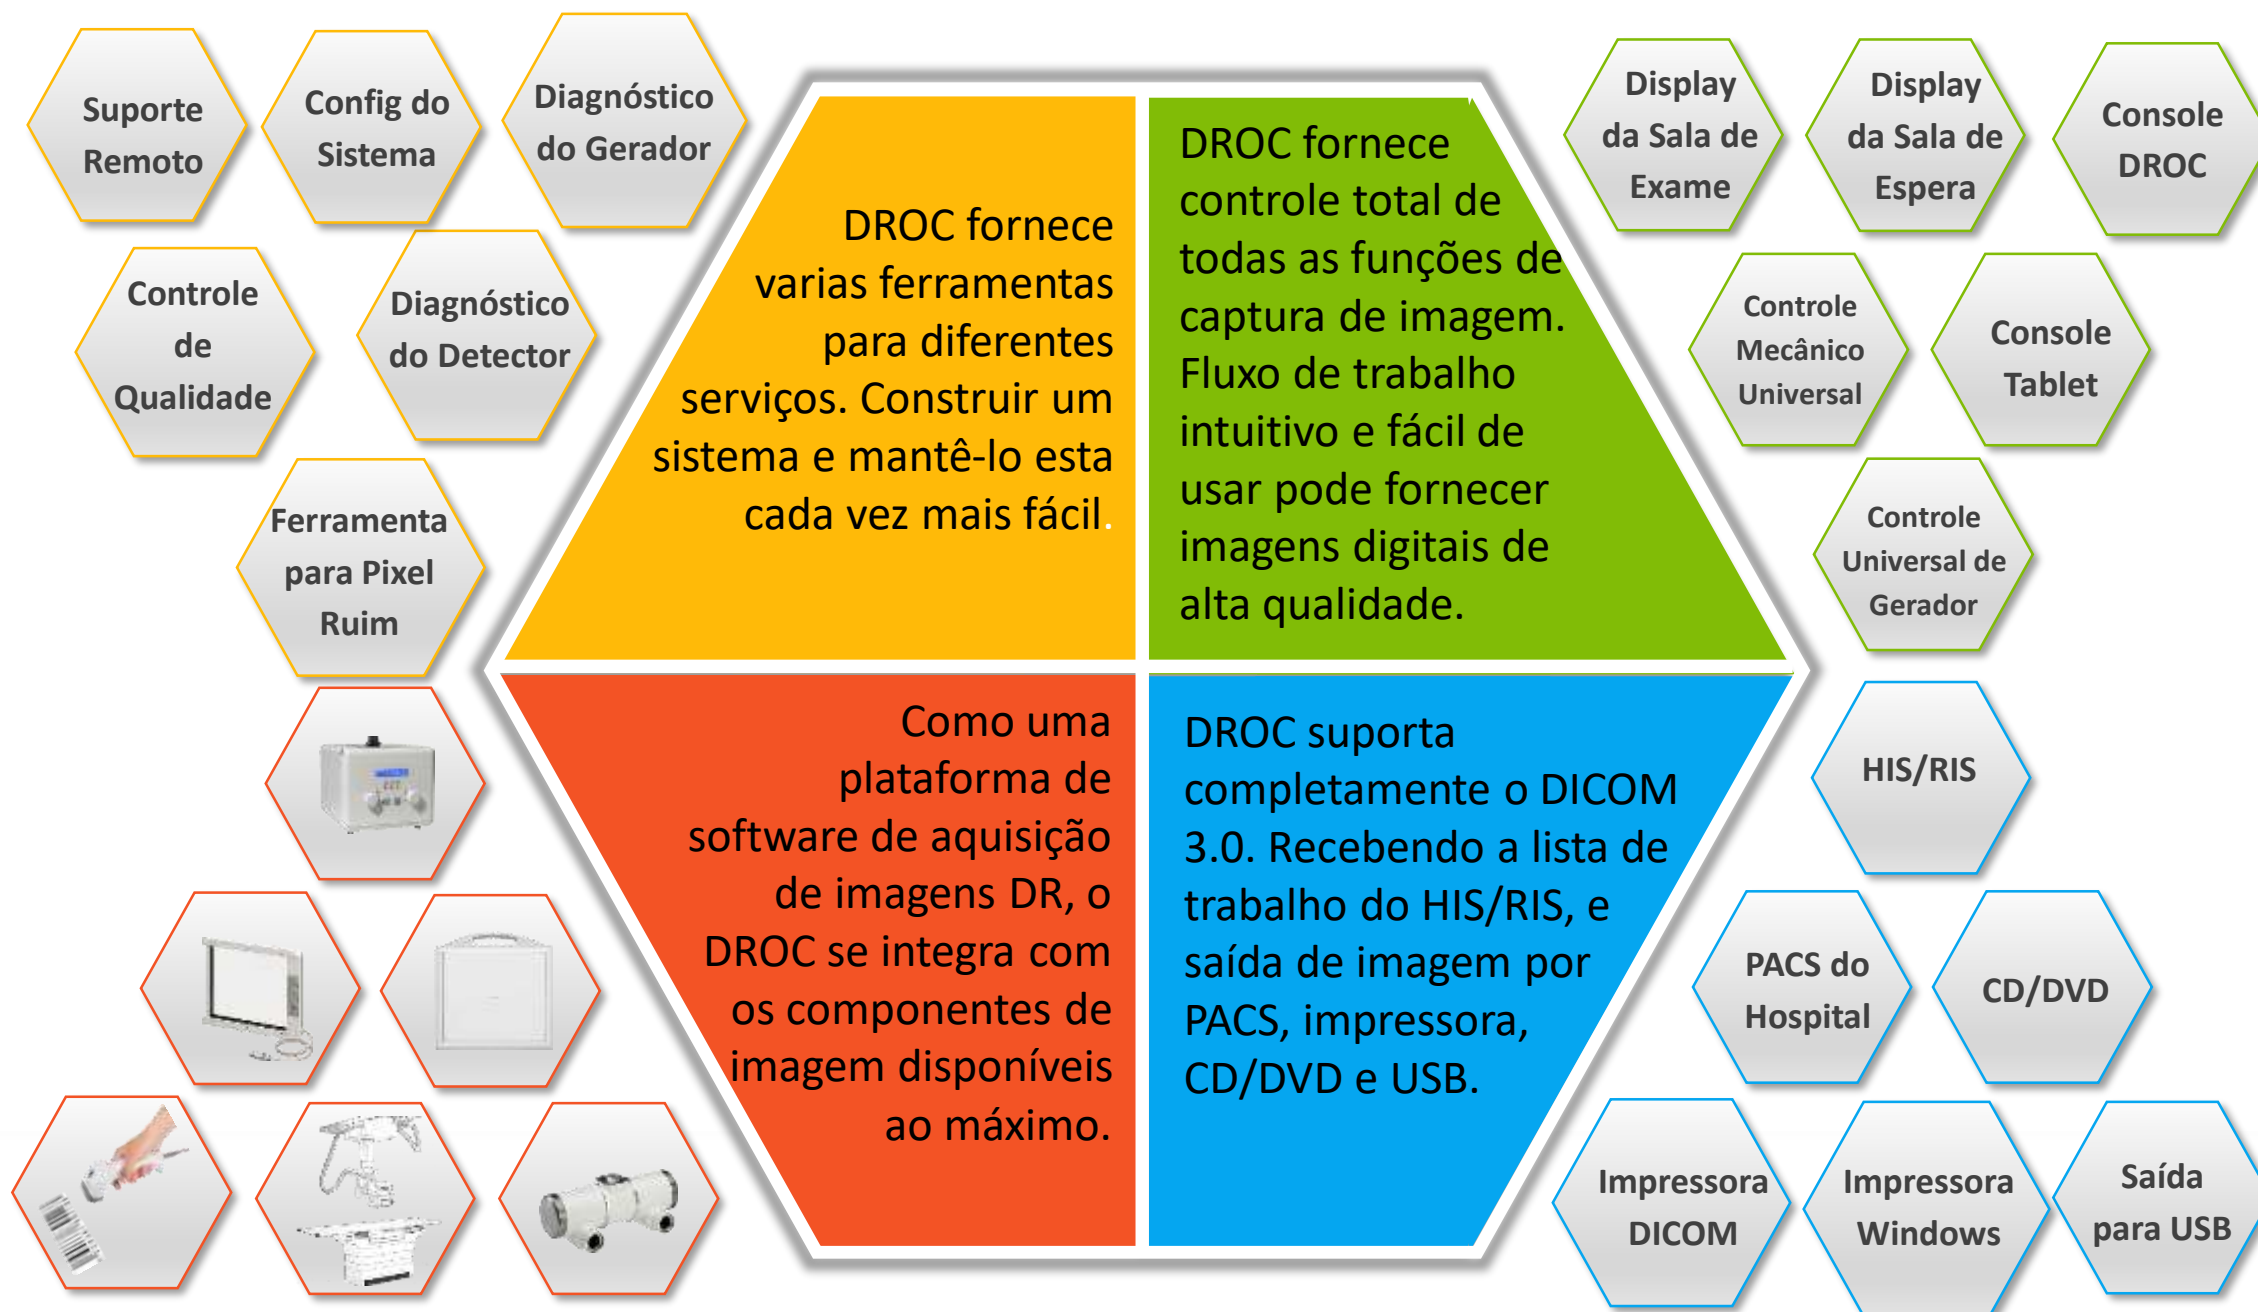 Suporte
Remoto
Config do
Sistema
Diagnóstico
do Gerador
Controle
de
Qualidade
Diagnóstico
do Detector
Ferramenta
para Pixel
Ruim
DROC fornece
varias ferramentas
para diferentes
serviços. Construir um
sistema e mantê-lo esta
cada vez mais fácil.
DROC fornece
controle total de
todas as funções de
captura de imagem.
Fluxo de trabalho
intuitivo e fácil de
usar pode fornecer
imagens digitais de
alta qualidade.
Display
da Sala de
Exame
Display
da Sala de
Espera
Console
DROC
Controle
Mecânico
Universal
Console
Tablet
Controle
Universal de
Gerador
Como uma
plataforma de
software de aquisição
de imagens DR, o
DROC se integra com
os componentes de
imagem disponíveis
ao máximo.
DROC suporta
completamente o DICOM
3.0. Recebendo a lista de
trabalho do HIS/RIS, e
saída de imagem por
PACS, impressora,
CD/DVD e USB.
HIS/RIS
PACS do
Hospital
CD/DVD
Impressora
DICOM
Impressora
Windows
Saída
para USB